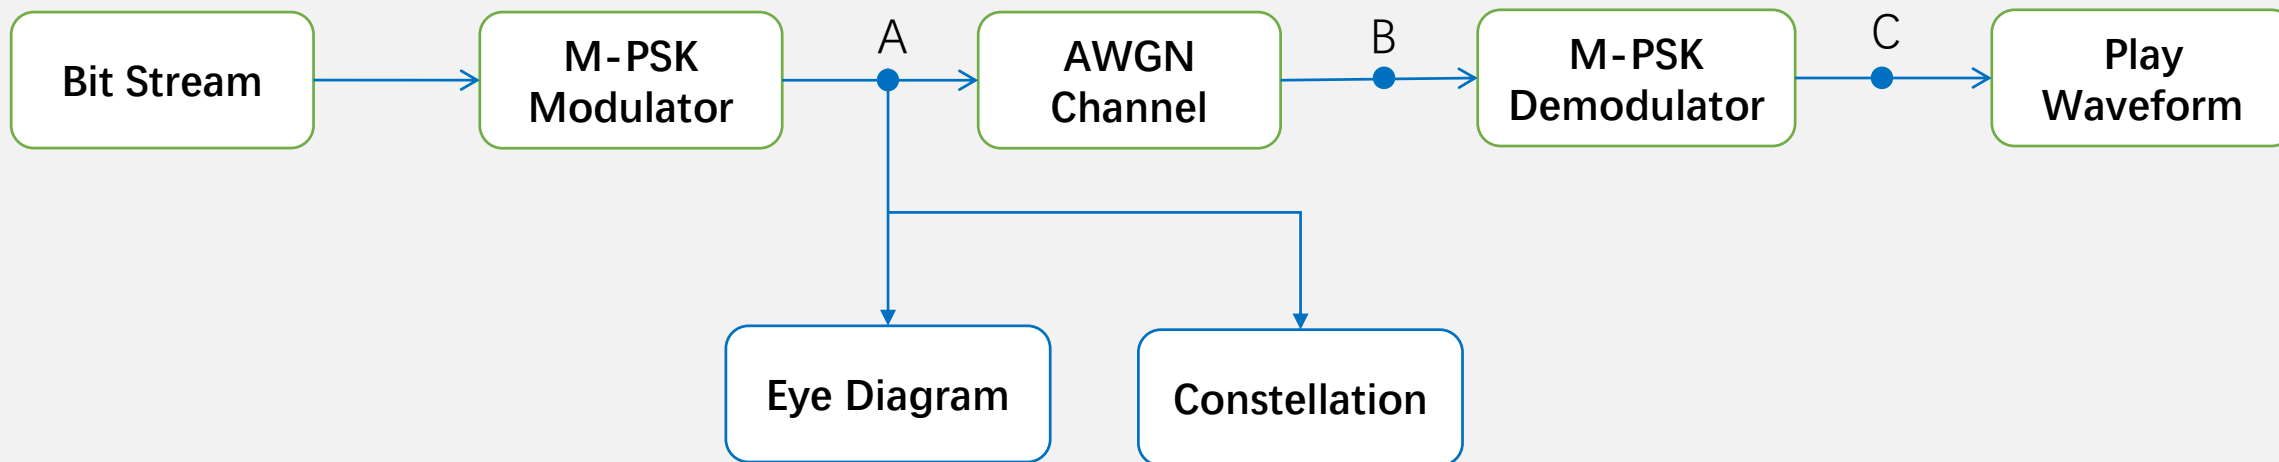 Bit Stream
M-PSK
Modulator
A
AWGN
Channel
B
M-PSK
Demodulator
C
Play
Waveform
Eye Diagram
Constellation